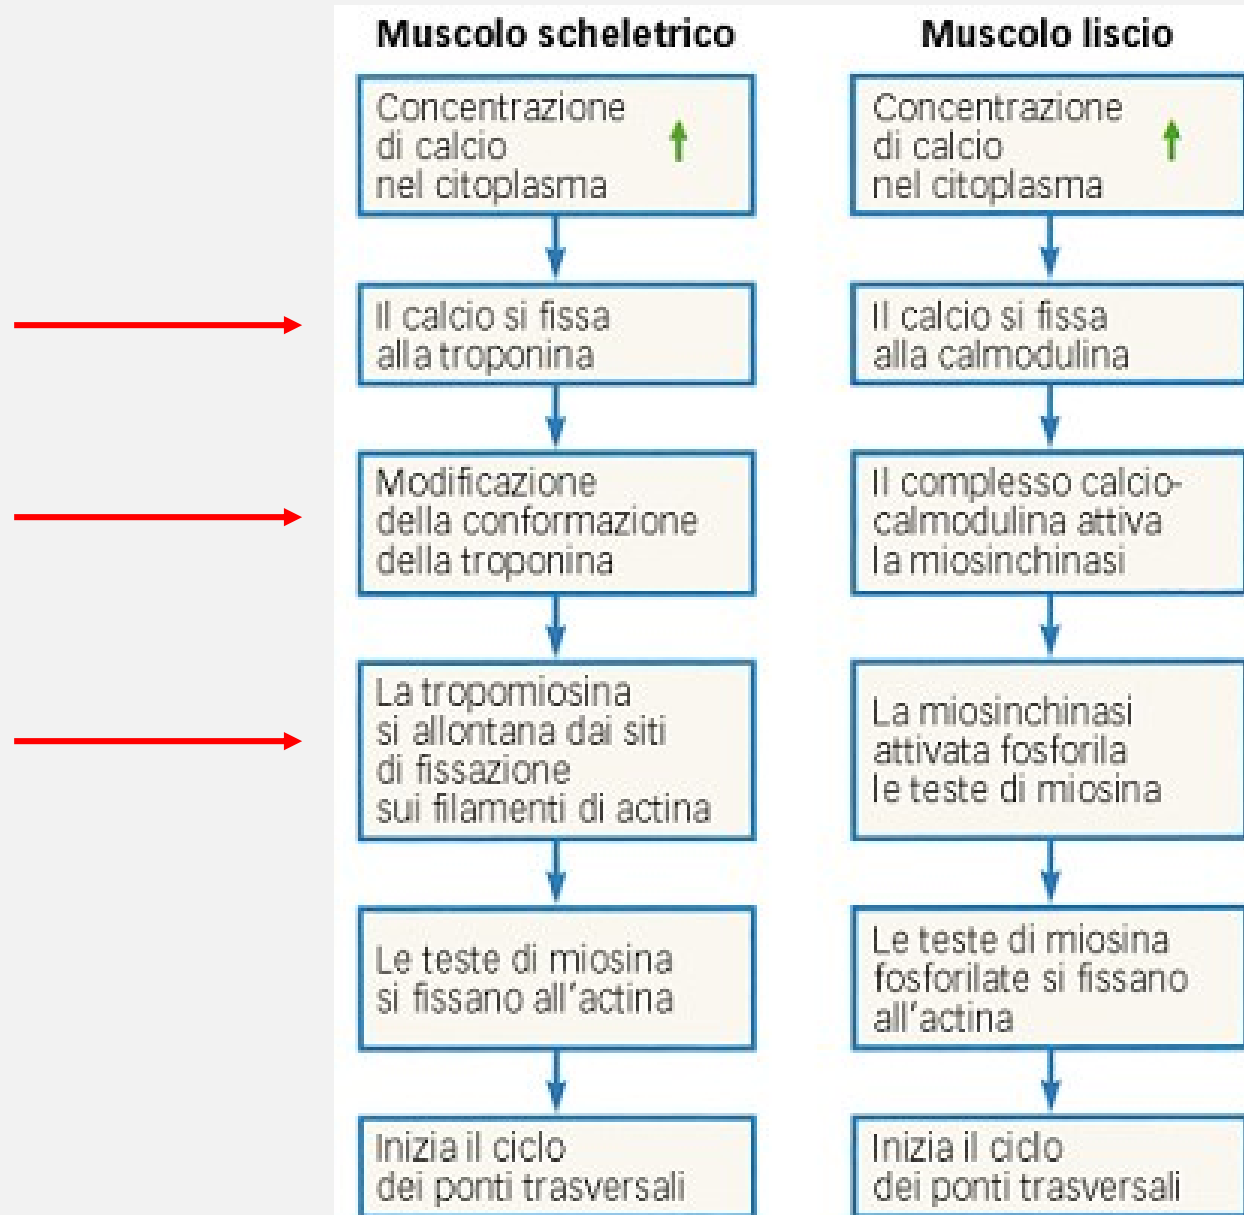 Muscolo scheletrico
Concentrazione
di calcio
nel citoplasma
Il calcio si fissa
alla troponina
Modificazione
della conformazione
della troponina
La tropomiosina
si allontana dai siti
di fissazione
sui filamenti di actina
Le teste di miosina
si fissano all'actina
Inizia il ciclo
dei ponti trasversali
Muscolo liscio
Concentrazione
di calcio
nel citoplasma
Il calcio si fissa
alla calmodulina
Il complesso calcio-
calmodulina attiva
la miosinchinasi
La miosinchinasi
attivata fosforila
le teste di miosina
Le teste di miosina
fosforilate si fissano
all'actina
Inizia il ciclo
dei ponti trasversali